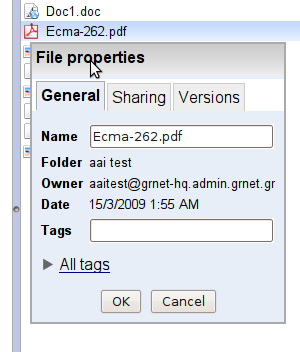 Doc1.doc
Ecma-262.pdf
File properties
General Sharing Versions
Name Ecma-262.pdf
Folder aai test
Owner aaitest@grnet-hq.admin.grnet.gr
Date 15/3/2009 1:55 AM
Tags
All tags
OK Cancel